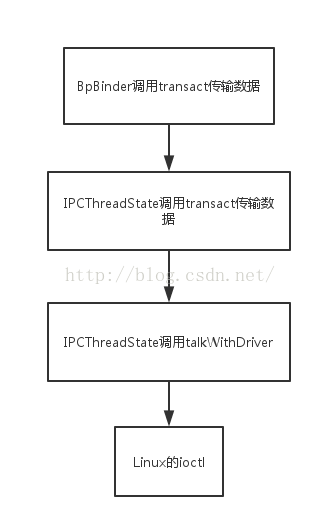 BpBinder调用transact传输数据
IPCThreadState调用transact传输数
据
http://blog.csdn.net/
IPCThreadState调用talkWithDriver
Linux的ioctl